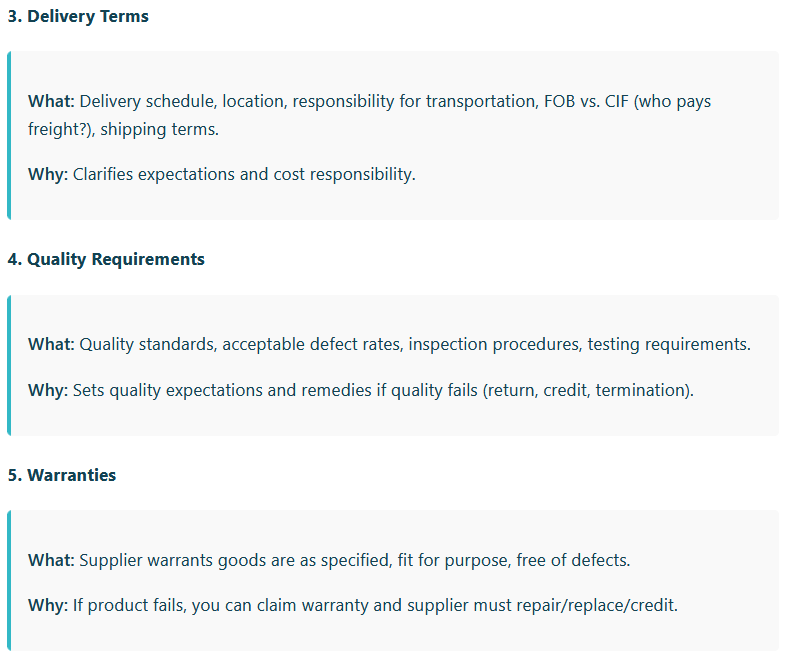 3. Delivery Terms
What: Delivery schedule, location, responsibility for transportation, FOB vs. CIF (who pays
freight?), shipping terms.
Why: Clarifies expectations and cost responsibility.
4. Quality Requirements
What: Quality standards, acceptable defect rates, inspection procedures, testing requirements.
Why: Sets quality expectations and remedies if quality fails (return, credit, termination).
5. Warranties
What: Supplier warrants goods are as specified, fit for purpose, free of defects.
Why: If product fails, you can claim warranty and supplier must repair/replace/credit.